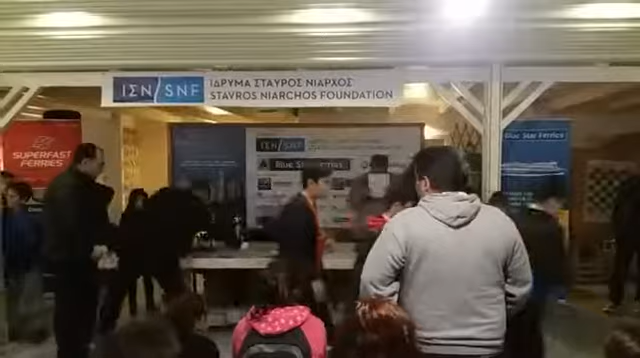 ΙΣΝ/SNF
ΙΔΡΥΜΑ ΣΤΑΥΡΟΣ ΝΙΑΡΧΟΣ
STAVROS NIARCHOS FOUNDATION
SUPERFAST
FERRIES
ΙΣΝ/SNF
Blue Star Ferries
Blue Star Ferries